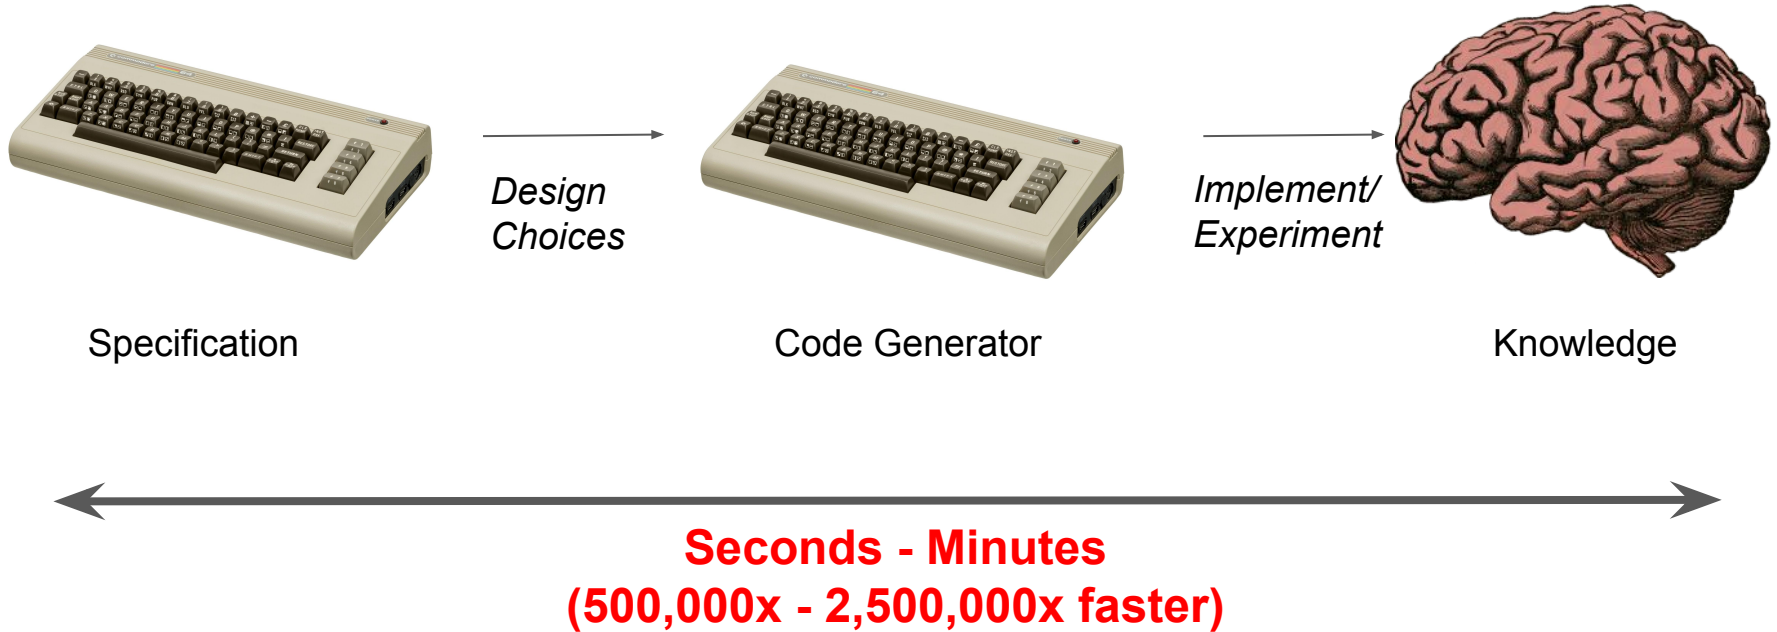 Design
Choices
Implement/
Experiment
Specification
Code Generator
Knowledge
Seconds - Minutes
(500,000x - 2,500,000x faster)